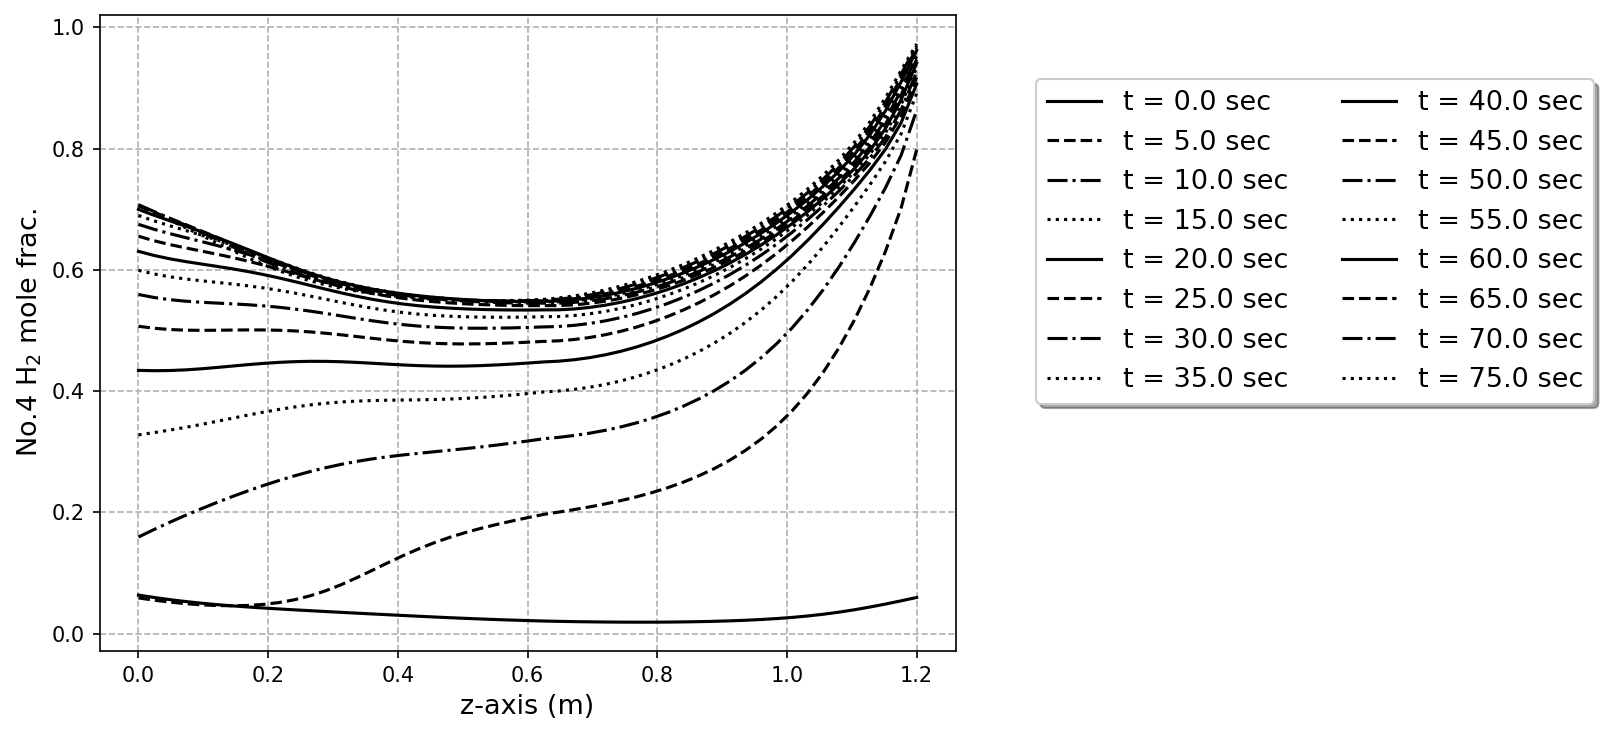 No.4 H₂ mole frac.
1.0
0.8
0.6
0.4
0.2
0.0
0.0 0.2 0.4 0.6 0.8 1.0 1.2
z-axis (m)
t = 0.0 sec
t = 5.0 sec
t = 10.0 sec
t = 15.0 sec
t = 20.0 sec
t = 25.0 sec
t = 30.0 sec
t = 35.0 sec
t = 40.0 sec
t = 45.0 sec
t = 50.0 sec
t = 55.0 sec
t = 60.0 sec
t = 65.0 sec
t = 70.0 sec
t = 75.0 sec